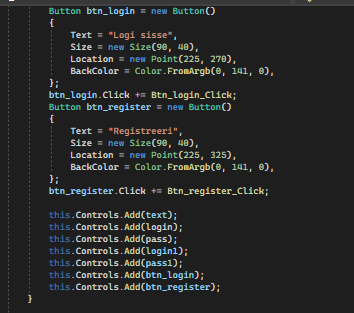 Button btn_login = new Button()
{
Text = "Logi sisse",
Size = new Size(90, 40),
Location = new Point(225, 270),
BackColor = Color.FromArgb(0, 141, 0),
};
btn_login.Click += Btn_login_Click;
Button btn_register = new Button()
{
Text = "Registreeri",
Size = new Size(90, 40),
Location = new Point(225, 325),
BackColor = Color.FromArgb(0, 141, 0),
};
btn_register.Click += Btn_register_Click;
this.Controls.Add(text);
this.Controls.Add(login);
this.Controls.Add(pass);
this.Controls.Add(login1);
this.Controls.Add(pass1);
this.Controls.Add(btn_login);
this.Controls.Add(btn_register);
}